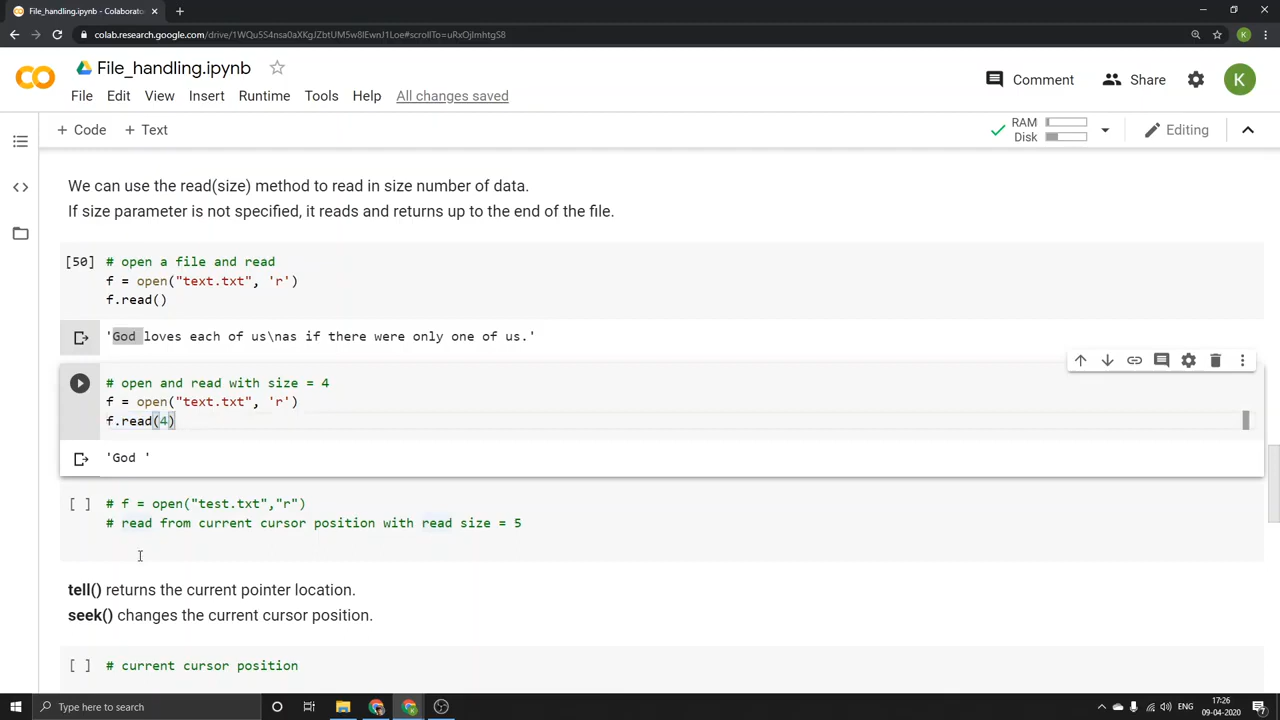 File_handling.ipynb - Colaborato
colab.research.google.com/drive/1WQu5S4nsa0aXKgJZbtUM5w8IEwnJ1Loe#scrollTo=uRxOjImhtgS8
K
CO
File_handling.ipynb
Comment
Share
K
File Edit View Insert Runtime Tools Help All changes saved
+ Code + Text
RAM
Disk
Editing
We can use the read(size) method to read in size number of data.
If size parameter is not specified, it reads and returns up to the end of the file.
[50] # open a file and read
f = open("text.txt", 'r')
f.read()
'God loves each of us\nas if there were only one of us.'
# open and read with size = 4
f = open("text.txt", 'r')
f.read(4)
'God '
[ ] # f = open("test.txt","r")
# read from current cursor position with read size = 5
tell() returns the current pointer location.
seek() changes the current cursor position.
[ ] # current cursor position
Type here to search
ENG
17:26
09-04-2020